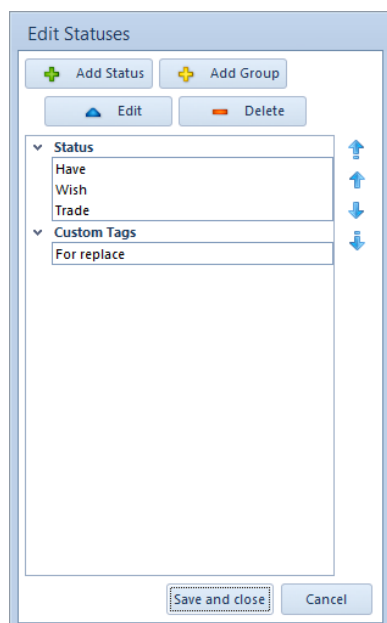 Edit Statuses
Add Status
Add Group
Edit
Delete
Status
Have
Wish
Trade
Custom Tags
For replace
Save and close
Cancel